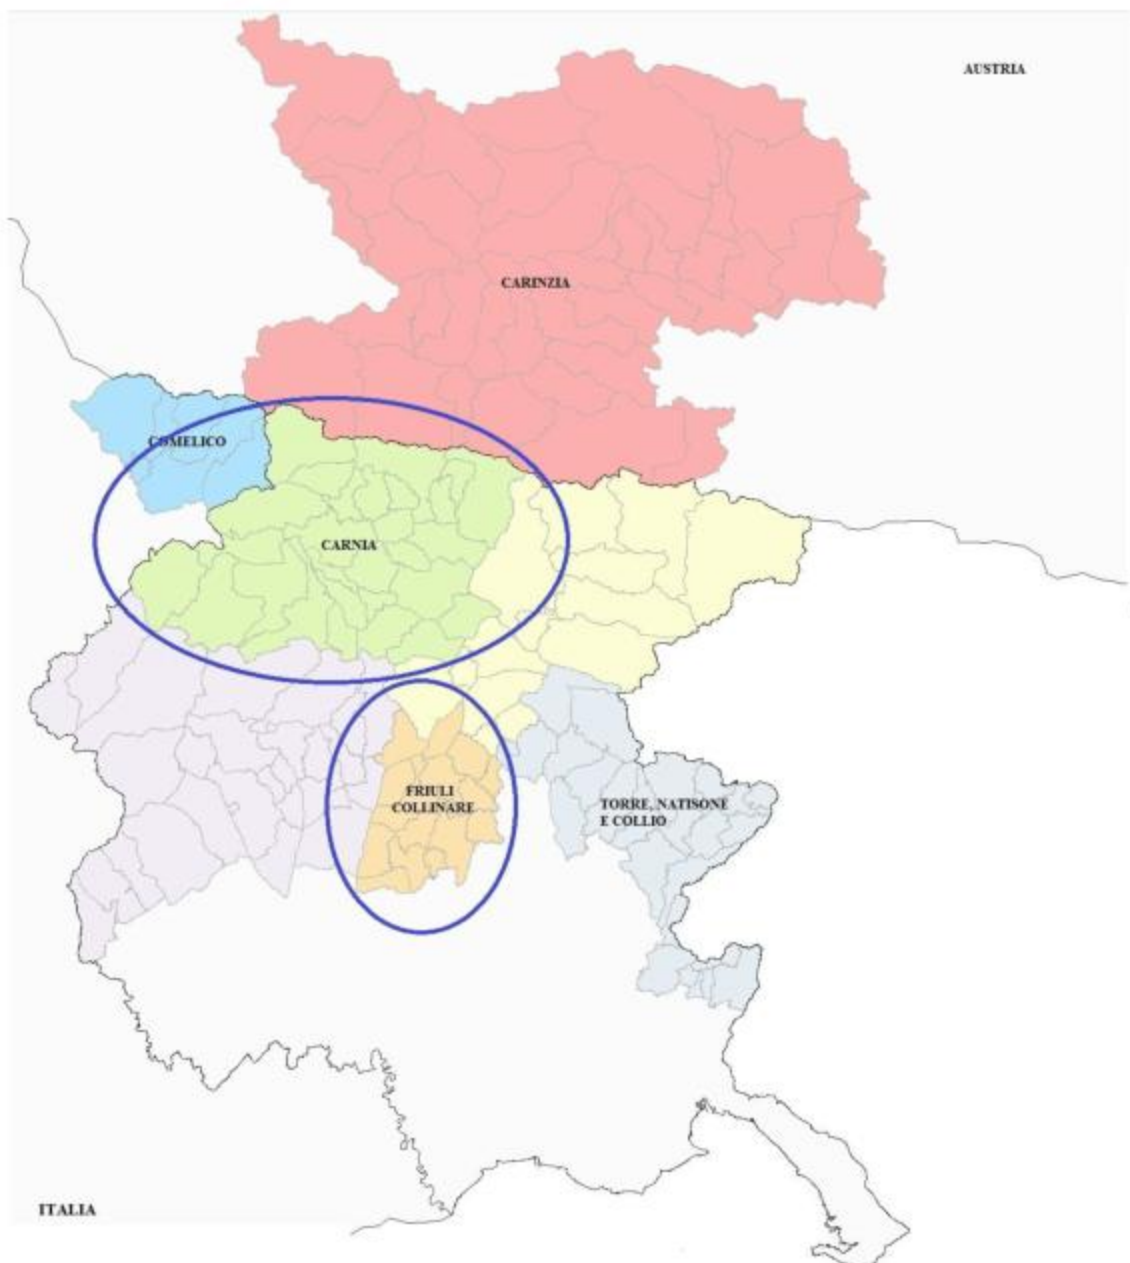 AUSTRIA
CARINZIA
COMELICO
CARNIA
FRIULI
COLLINARE
TORRE, NATISONE
E COLLIO
ITALIA